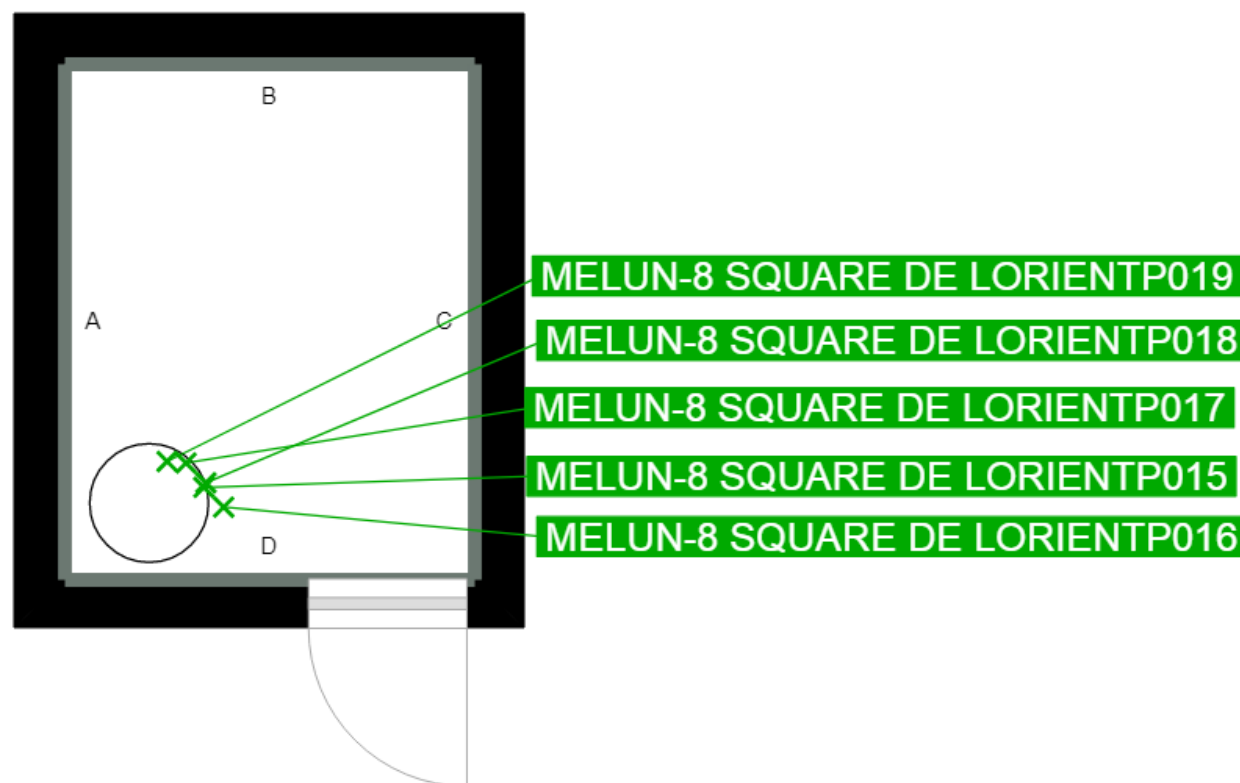 B
A
C
D
MELUN-8 SQUARE DE LORIENTP019
MELUN-8 SQUARE DE LORIENTP018
MELUN-8 SQUARE DE LORIENTP017
MELUN-8 SQUARE DE LORIENTP015
MELUN-8 SQUARE DE LORIENTP016